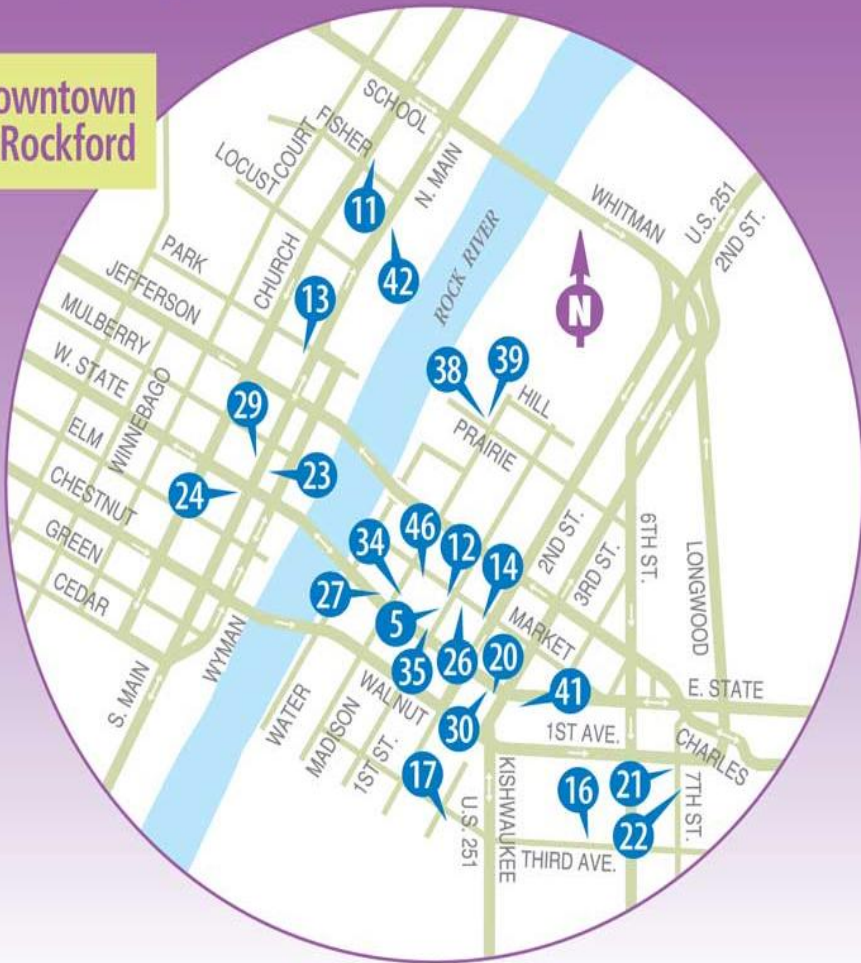 owntown
Rockford
SCHOOL
FISHER
COURT
LOCUST
N. MAIN
11
42
WHITMAN
U.S. 251
2ND ST.
ROCK RIVER
N
PARK
CHURCH
JEFFERSON
13
MULBERRY
W. STATE
WINNEBAGO
ELM
CHESTNUT
GREEN
CEDAR
29
24
23
38
39
HILL
PRAIRIE
46
12
34
14
27
5
35
26
20
30
41
2ND ST.
3RD ST.
6TH ST.
LONGWOOD
MARKET
E. STATE
S. MAIN
WYMAN
WATER
MADISON
1ST ST.
WALNUT
1ST AVE.
CHARLES
17
U.S. 251
KISHWAUKEE
16
21
22
7TH ST.
THIRD AVE.